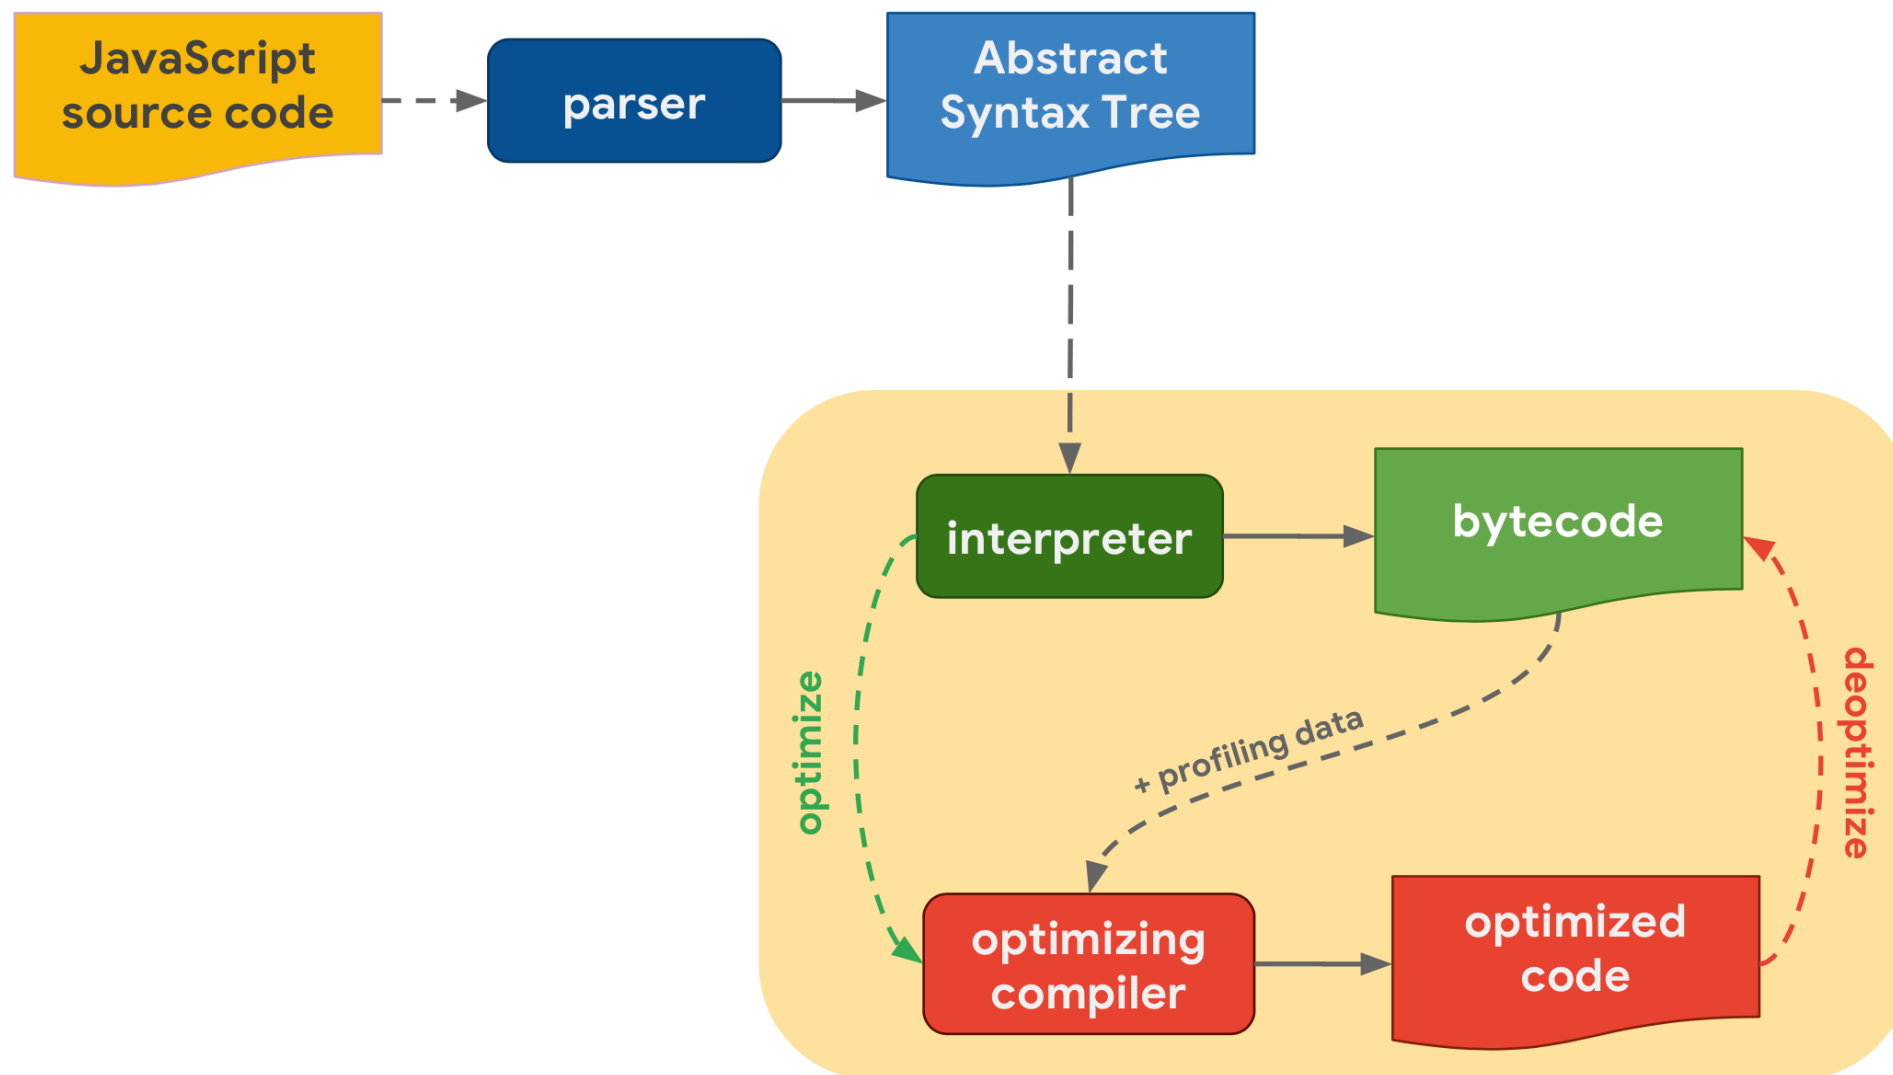 JavaScript
source code
parser
Abstract
Syntax Tree
interpreter
bytecode
optimize
+ profiling data
deoptimize
optimizing
compiler
optimized
code